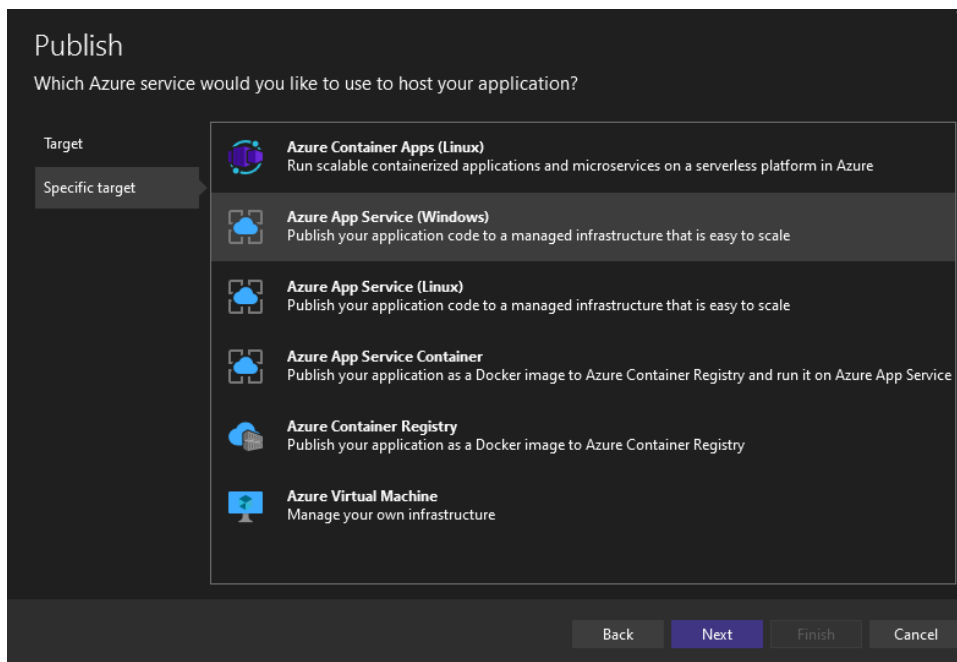 Publish
Which Azure service would you like to use to host your application?
Target
Specific target
Azure Container Apps (Linux)
Run scalable containerized applications and microservices on a serverless platform in Azure
Azure App Service (Windows)
Publish your application code to a managed infrastructure that is easy to scale
Azure App Service (Linux)
Publish your application code to a managed infrastructure that is easy to scale
Azure App Service Container
Publish your application as a Docker image to Azure Container Registry and run it on Azure App Service
Azure Container Registry
Publish your application as a Docker image to Azure Container Registry
Azure Virtual Machine
Manage your own infrastructure
Back
Next
Finish
Cancel